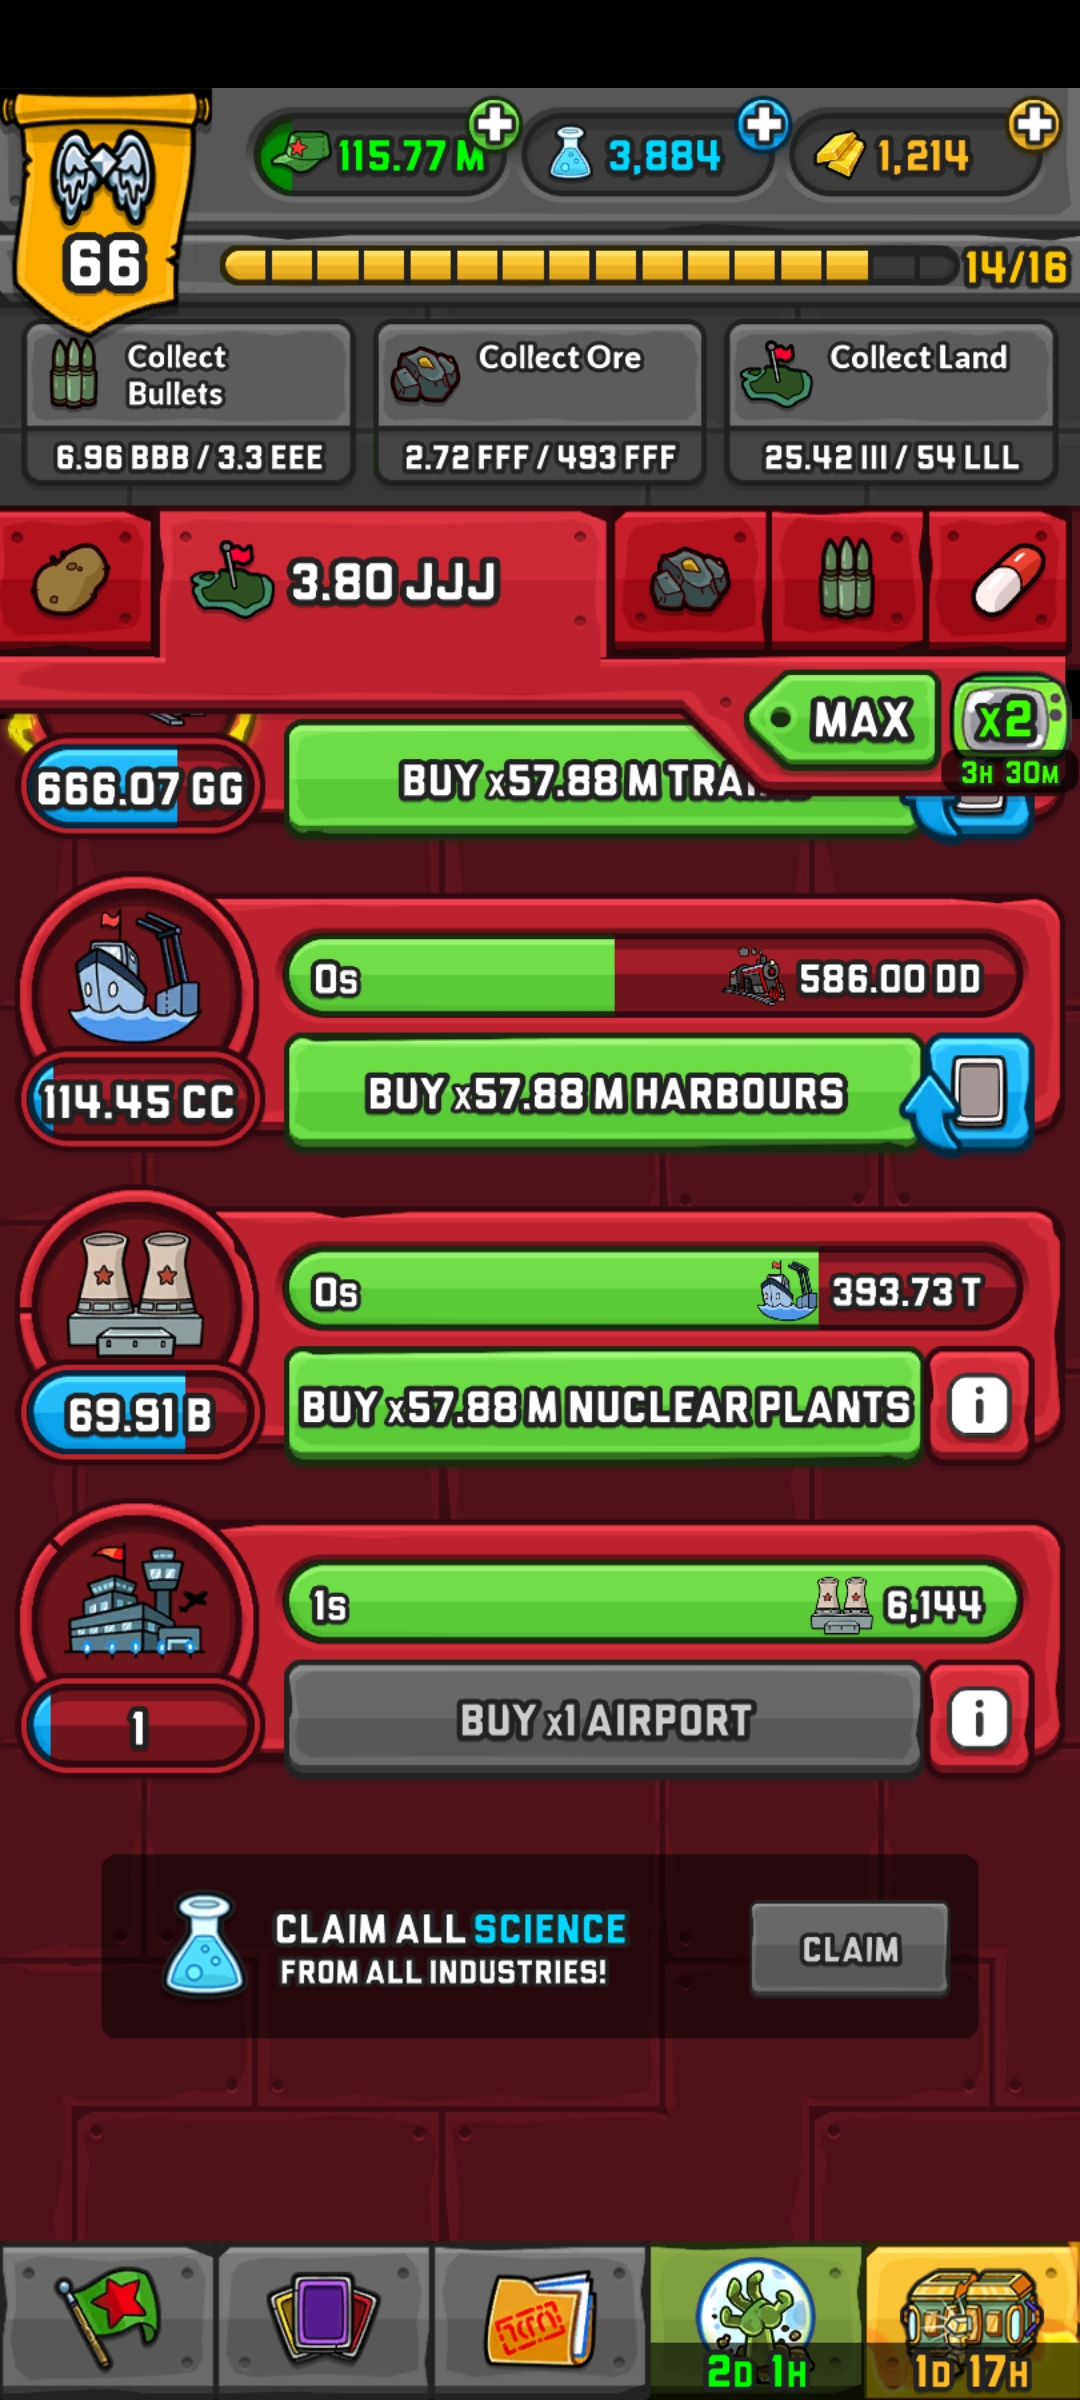 115.77 M
3,884
1,214
66
14/16
Collect
Bullets
Collect Ore
Collect Land
6.96 BBB / 3.3 EEE
2.72 FFF / 493 FFF
25.42 III / 54 LLL
3.80 JJJ
MAX
x2
3H 30M
666.07 GG
BUY x57.88 M
0s
586.00 DD
114.45 CC
BUY x57.88 M HARBOURS
0s
393.73 T
69.91 B
BUY x57.88 M NUCLEAR PLANTS
i
1s
6,144
1
BUY x1 AIRPORT
i
CLAIM ALL SCIENCE
FROM ALL INDUSTRIES!
CLAIM
2D 1H
1D 17H